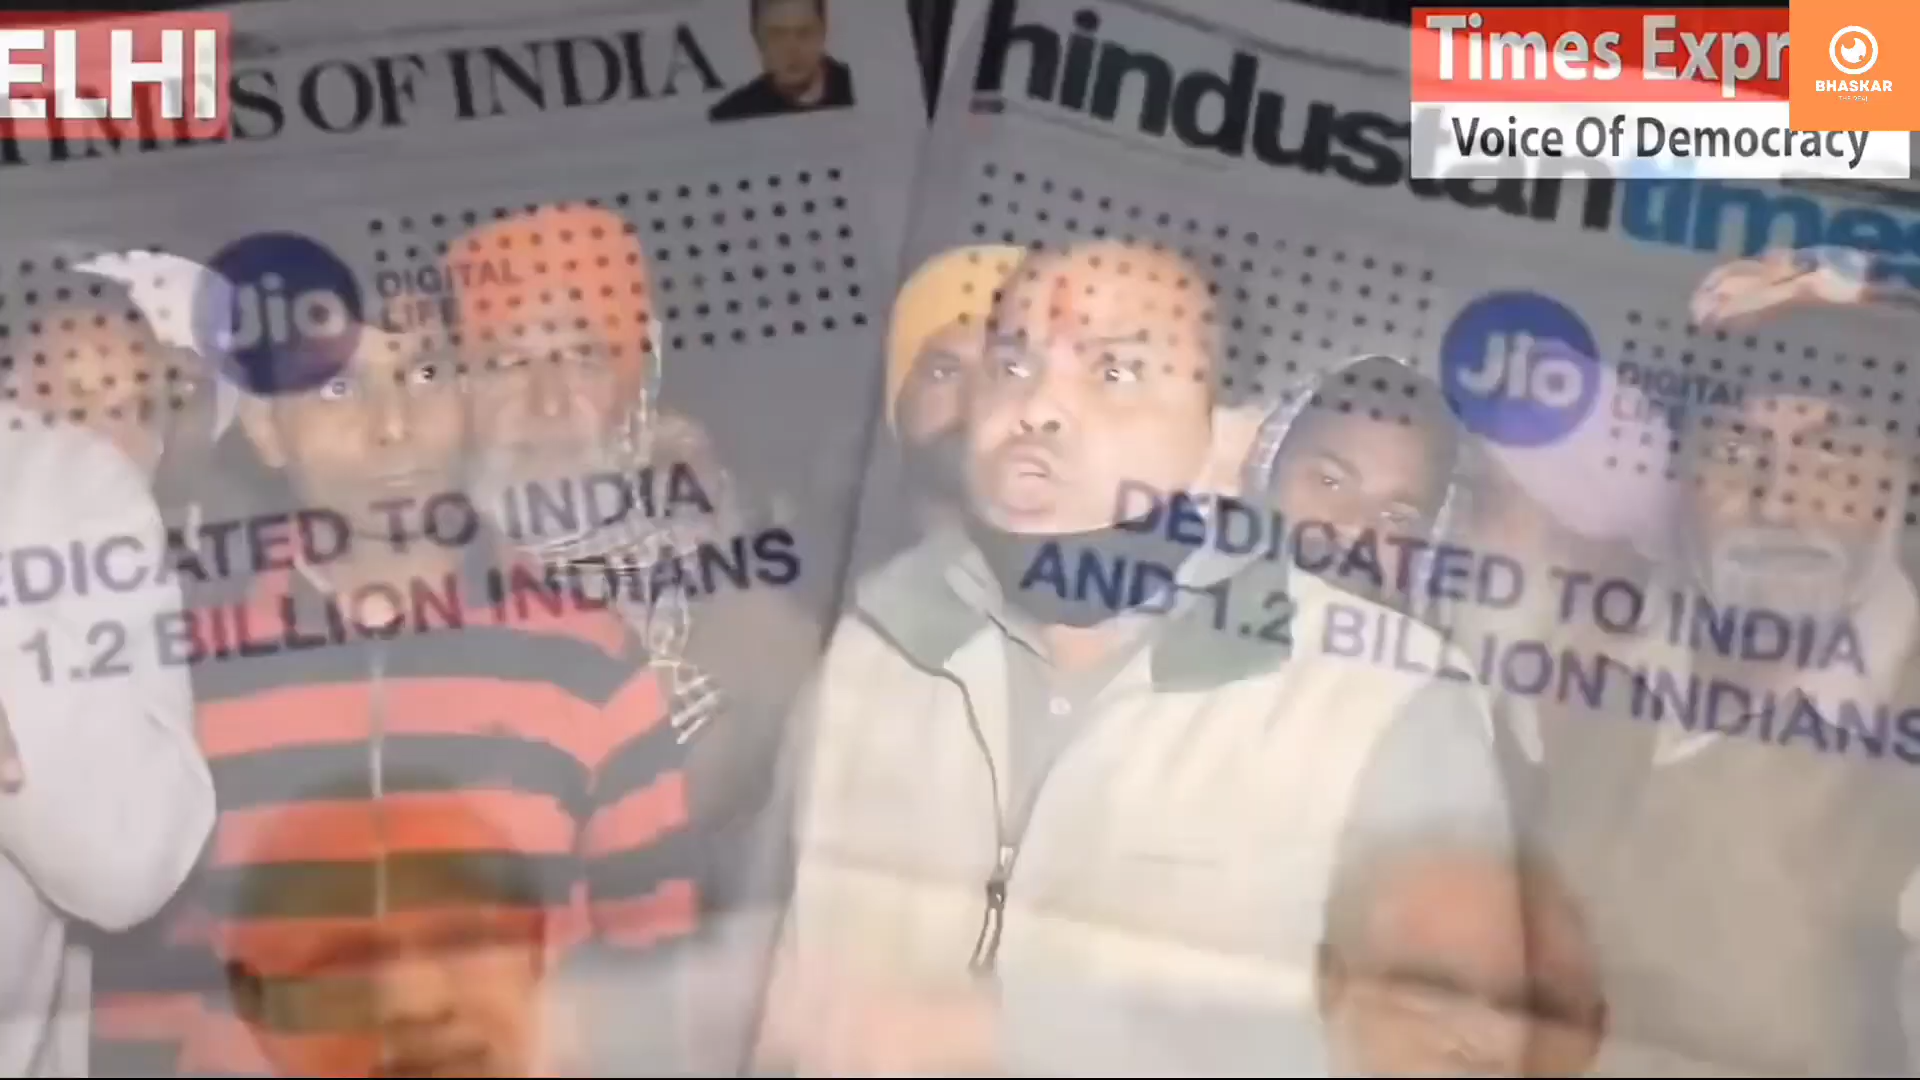 ELHI
TIMES OF INDIA
hindustantimes
Times Expr
Voice Of Democracy
BHASKAR
Jio
DIGITAL
LIFE
EDICATED TO INDIA
1.2 BILLION INDIANS
Jio
DIGITAL
LIFE
DEDICATED TO INDIA
AND 1.2 BILLION INDIANS